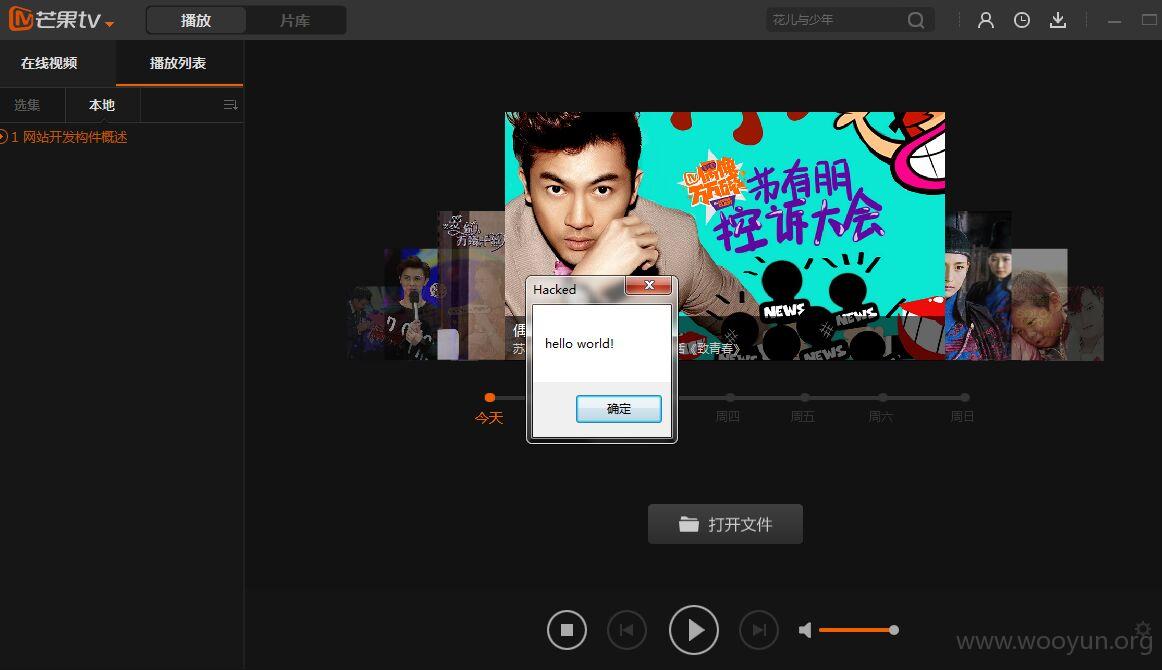 芒果tv
播放
片库
花儿与少年
在线视频
播放列表
选集
本地
1 网站开发构件概述
苏有朋
控诉大会
NEWS
NEWS
NEWS
偶
苏
《致青春》
Hacked
hello world!
确定
今天
周四
周五
周六
周日
打开文件
www.wooyun.org